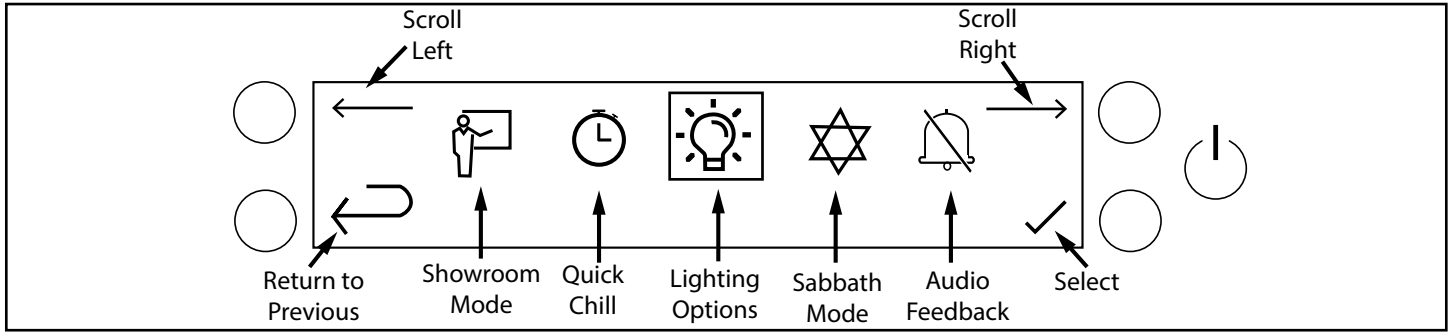 Scroll
Left
Scroll
Right
Return to
Previous
Showroom
Mode
Quick
Chill
Lighting
Options
Sabbath
Mode
Audio
Feedback
Select